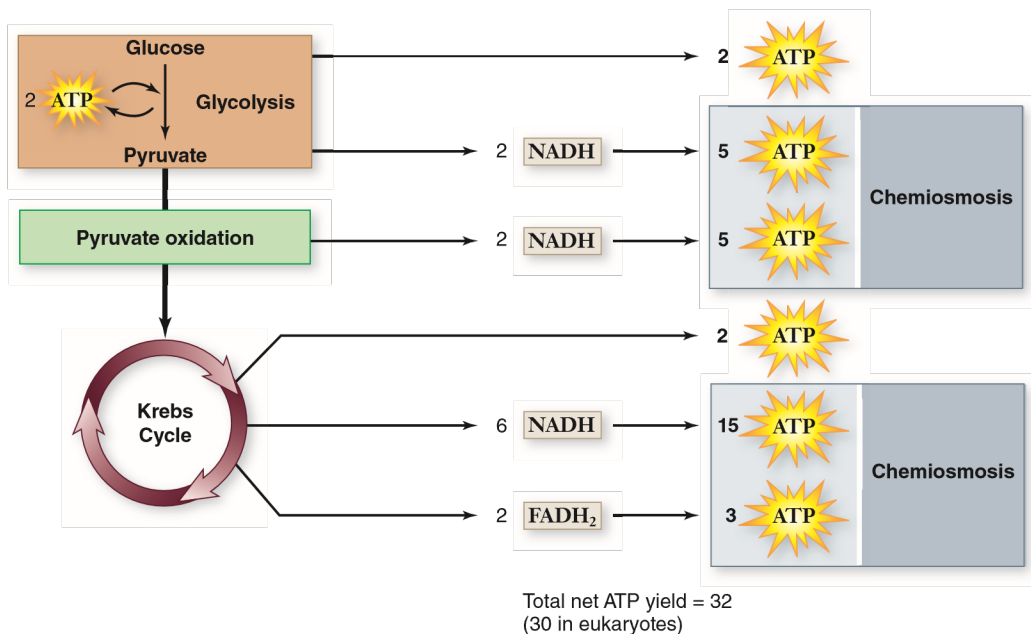 Glucose
2 ATP
Glycolysis
Pyruvate
2 ATP
2 NADH
5 ATP
Chemiosmosis
Pyruvate oxidation
2 NADH
5 ATP
2 ATP
Krebs
Cycle
6 NADH
15 ATP
Chemiosmosis
2 FADH₂
3 ATP
Total net ATP yield = 32
(30 in eukaryotes)